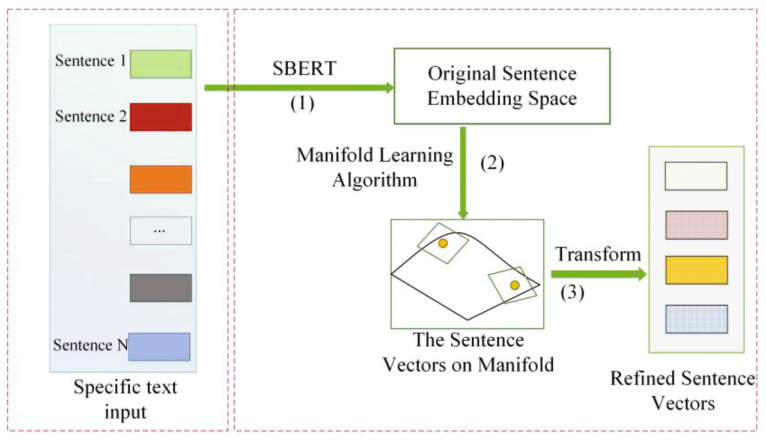 Sentence 1
Sentence 2
...
Sentence N
Specific text
input
SBERT
(1)
Original Sentence
Embedding Space
Manifold Learning
Algorithm
(2)
The Sentence
Vectors on Manifold
Transform
(3)
Refined Sentence
Vectors